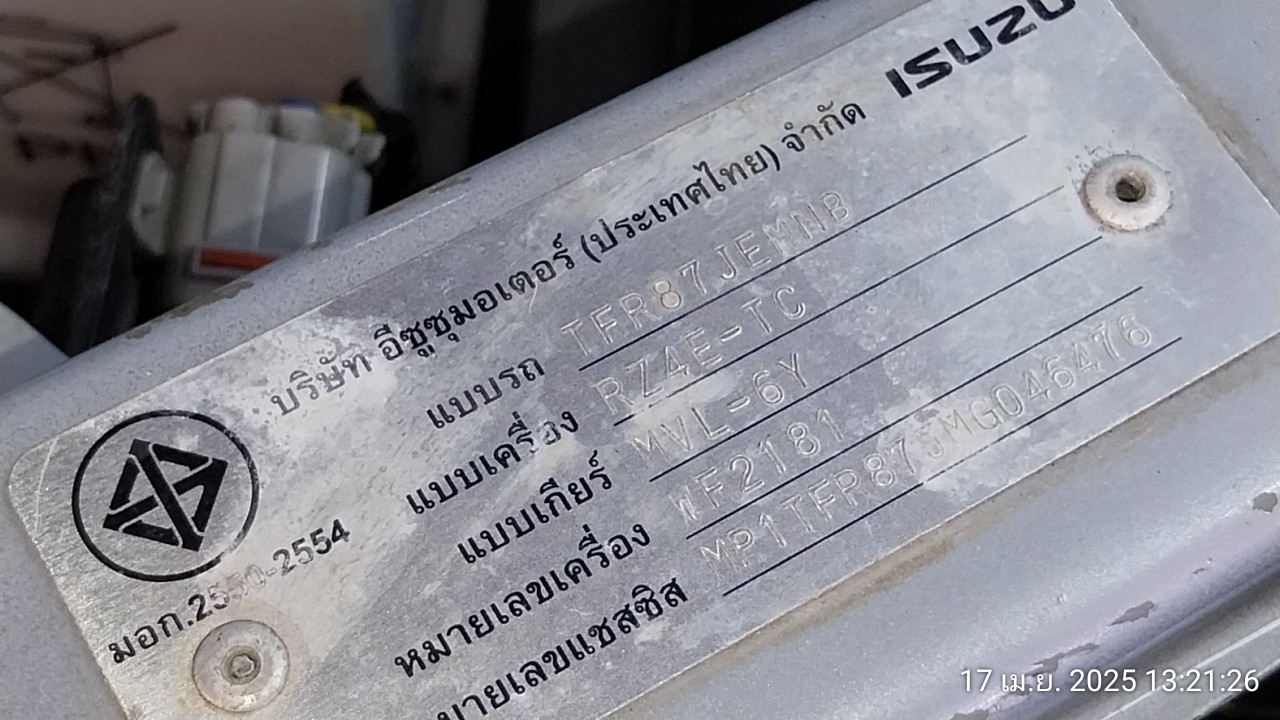 ISUZU
บริษัท อีซูซุมอเตอร์ (ประเทศไทย) จำกัด
แบบรถ TFR87JEMNB
แบบเครื่อง RZ4E-TC
แบบเกียร์ MVL-6Y
หมายเลขเครื่อง WF2181
หมายเลขแชสซิส MP1TFR87JMG046476
มอก.2550-2554
17 เม.ย. 2025 13:21:26